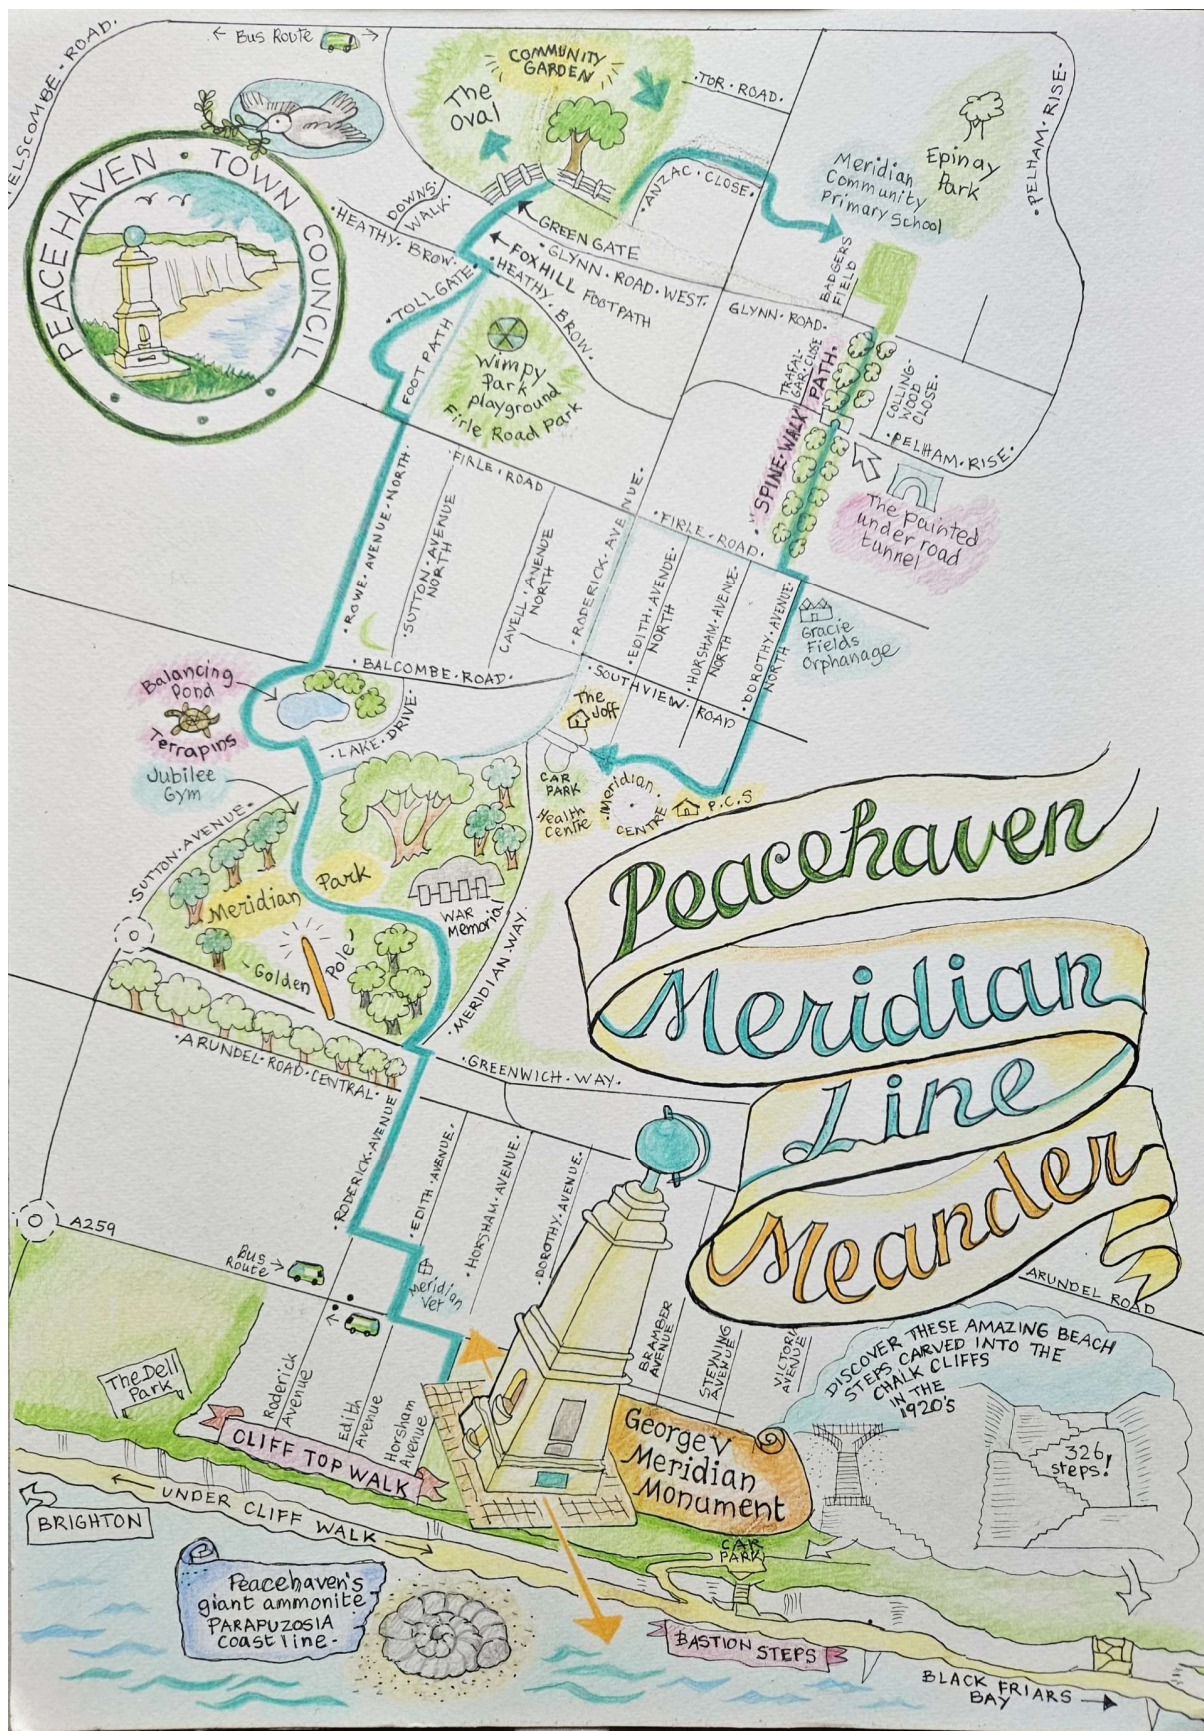 ← BUS ROUTE →
TELSCOMBE · ROAD ·
PEACEHAVEN · TOWN COUNCIL
COMMUNITY
GARDEN
The
Oval
· TOR · ROAD ·
· PELHAM · RISE ·
Epinay
Park
Meridian
Community
Primary School
· ANZAC · CLOSE ·
DOWNS
WALK
· HEATHY · BROW ·
GREEN GATE
FOXHILL FOOTPATH
· GLYNN · ROAD · WEST ·
· HEATHY · BROW ·
· TOLLGATE ·
FOOT PATH
GLYNN · ROAD ·
BADGERS
FIELD
Wimpy
Park
playground
Firle Road Park
TRAFAL-
GAR · CLOSE
SPINE · WALK PATH ·
COLLING-
WOOD
CLOSE ·
· PELHAM · RISE ·
The painted
under road
tunnel
· FIRLE · ROAD
· FIRLE · ROAD ·
· ROWE · AVENUE · NORTH ·
· SUTTON · AVENUE
NORTH
CAVELL · AVENUE
NORTH
· RODERICK · AVENUE ·
· EDITH · AVENUE ·
NORTH
· HORSHAM · AVENUE ·
NORTH
· DOROTHY · AVENUE ·
NORTH
Gracie
Fields
Orphanage
· BALCOMBE · ROAD ·
· SOUTHVIEW · ROAD
Balancing
Pond
Terrapins
· LAKE · DRIVE ·
The
Joff
Jubilee
Gym
CAR
PARK
Health
Centre
· Meridian ·
CENTRE
P.C.S
· SUTTON · AVENUE ·
Meridian Park
WAR
Memorial
- Golden Pole -
· MERIDIAN · WAY ·
Peacehaven
Meridian
Line
Meander
· ARUNDEL · ROAD · CENTRAL ·
· GREENWICH · WAY ·
· RODERICK · AVENUE
· EDITH · AVENUE ·
· HORSHAM · AVENUE ·
· DOROTHY · AVENUE ·
A259
Bus
Route →
Meridian
Vet
ARUNDEL ROAD
BRAMBER
AVENUE
STEYNING
AVENUE
VICTORIA
AVENUE
DISCOVER THESE AMAZING BEACH
STEPS CARVED INTO THE
CHALK CLIFFS
IN THE
1920'S
326
steps!
The Dell
Park
Roderick
Avenue
Edith
Avenue
Horsham
Avenue
CLIFF TOP WALK
George V
Meridian
Monument
← UNDER CLIFF WALK →
BRIGHTON
CAR
PARK
Peacehaven's
giant ammonite
PARAPUZOSIA
coastline -
BASTION STEPS
BLACK FRIARS
BAY →